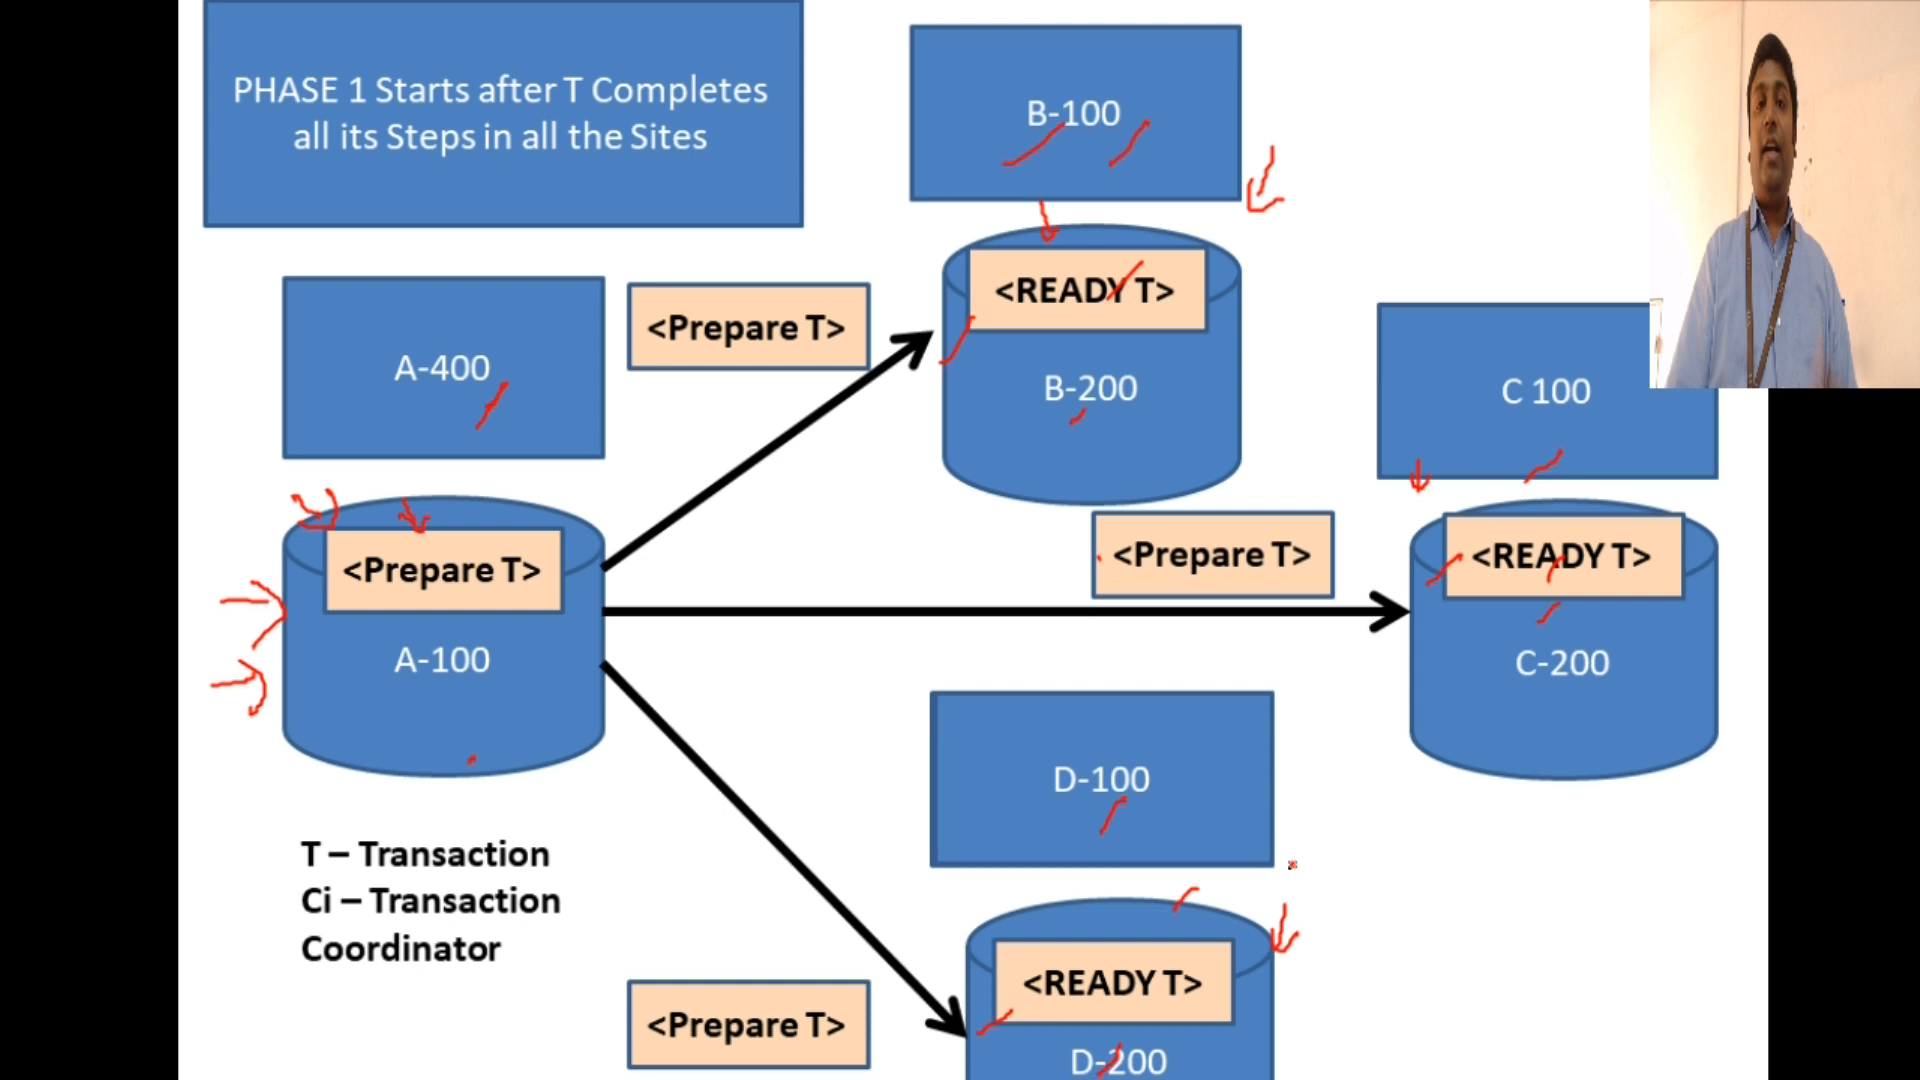 PHASE 1 Starts after T Completes
all its Steps in all the Sites
B-100
<READY T>
B-200
A-400
<Prepare T>
C 100
<Prepare T>
A-100
<Prepare T>
<READY T>
C-200
D-100
T – Transaction
Ci – Transaction
Coordinator
<Prepare T>
<READY T>
D-200